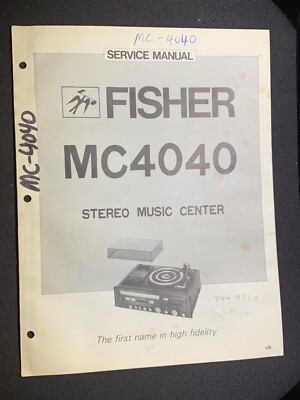 MC-4040
SERVICE MANUAL
FISHER
MC4040
STEREO MUSIC CENTER
The first name in high fidelity
MC-4040